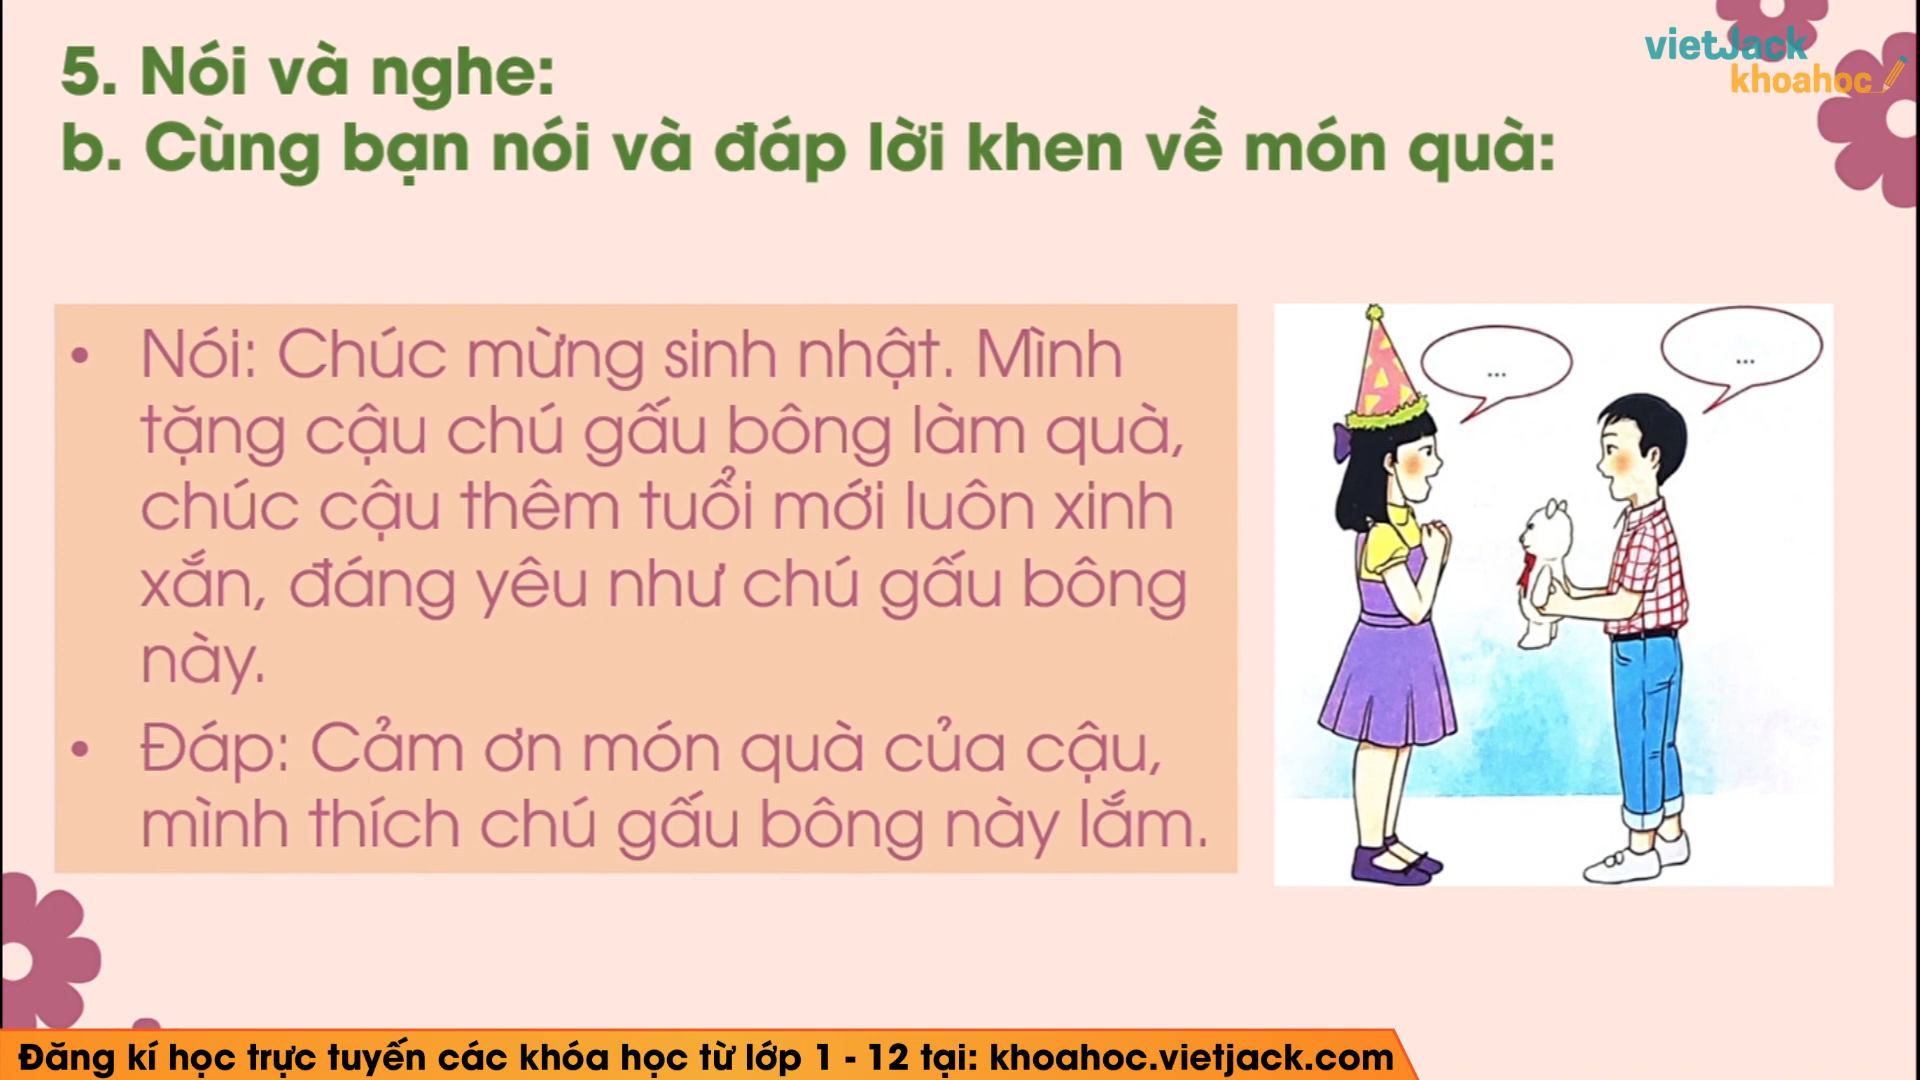 5. Nói và nghe:
b. Cùng bạn nói và đáp lời khen về món quà:
vietJack
khoahoc
• Nói: Chúc mừng sinh nhật. Mình
tặng cậu chú gấu bông làm quà,
chúc cậu thêm tuổi mới luôn xinh
xắn, đáng yêu như chú gấu bông
này.
• Đáp: Cảm ơn món quà của cậu,
mình thích chú gấu bông này lắm.
...
...
Đăng kí học trực tuyến các khóa học từ lớp 1 - 12 tại: khoahoc.vietjack.com